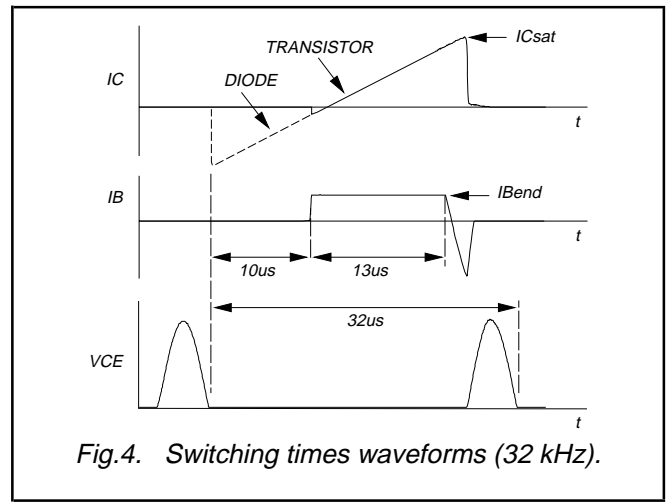 ICsat
TRANSISTOR
IC
DIODE
t
IB
IBend
t
10us
13us
32us
VCE
t
Fig.4. Switching times waveforms (32 kHz).